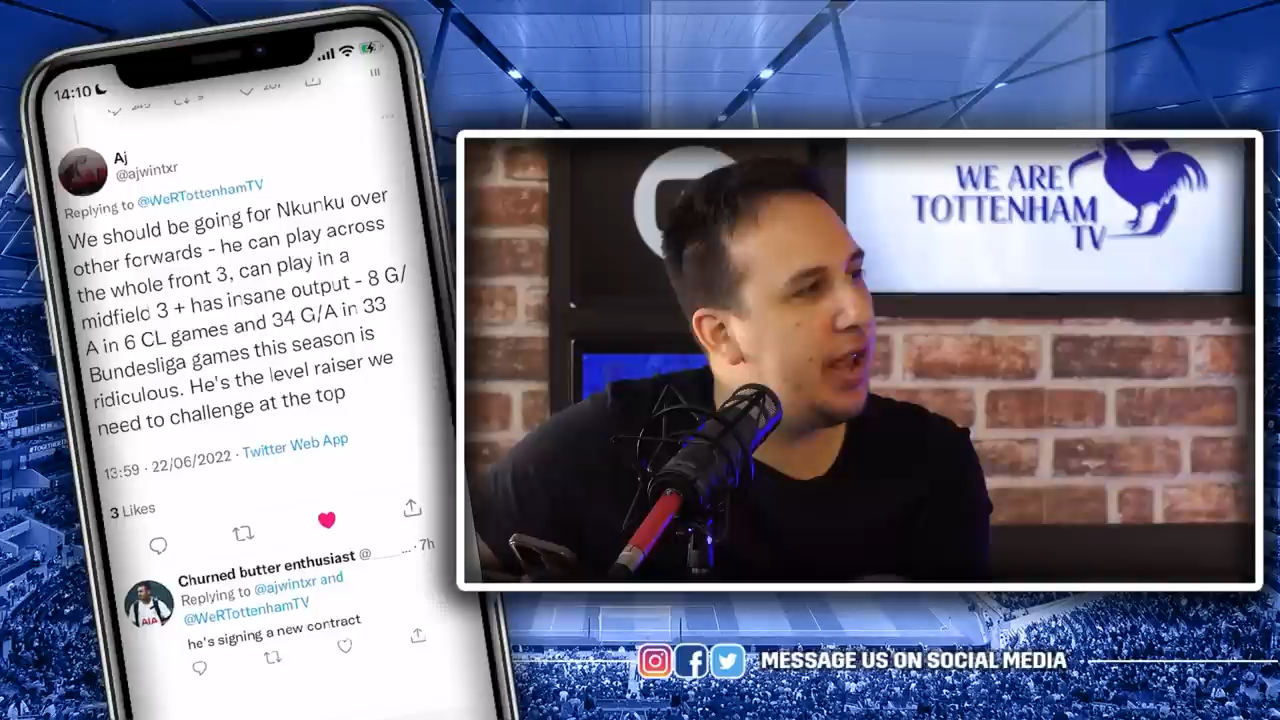 14:10
Aj
@ajwintxr
Replying to @WeRTottenhamTV
We should be going for Nkunku over
other forwards - he can play across
the whole front 3, can play in a
midfield 3 + has insane output - 8 G/
A in 6 CL games and 34 G/A in 33
Bundesliga games this season is
ridiculous. He's the level raiser we
need to challenge at the top
13:59 · 22/06/2022 · Twitter Web App
3 Likes
Churned butter enthusiast @_____... · 7h
Replying to @ajwintxr and
@WeRTottenhamTV
he's signing a new contract
AIA
WE ARE
TOTTENHAM
TV
MESSAGE US ON SOCIAL MEDIA